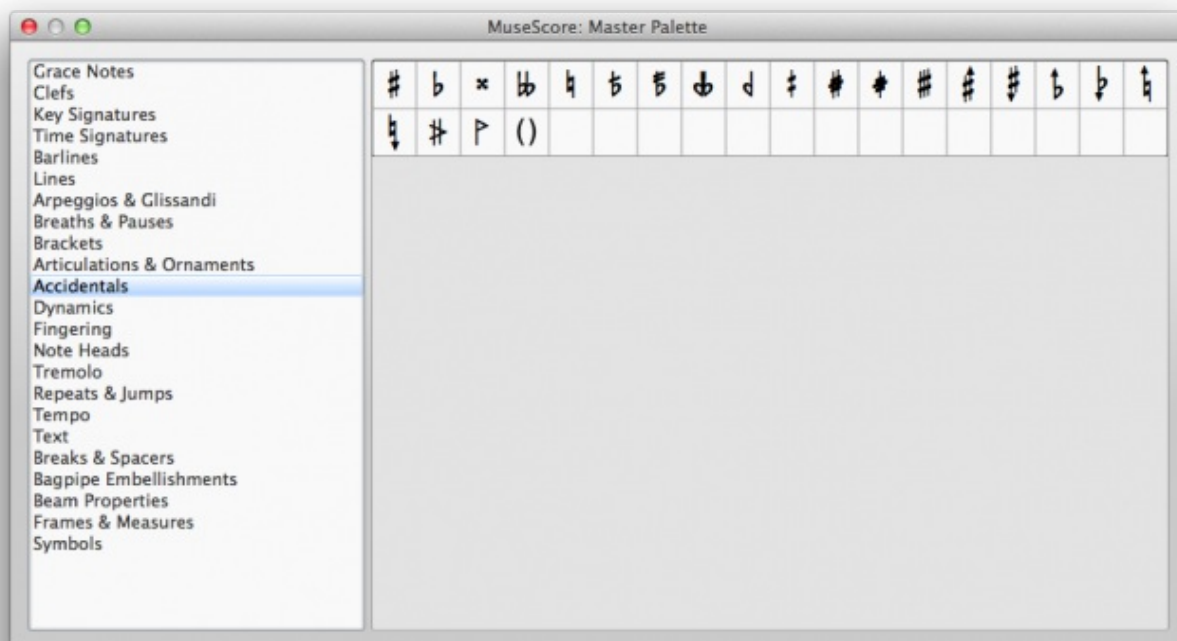 MuseScore: Master Palette
Grace Notes
Clefs
Key Signatures
Time Signatures
Barlines
Lines
Arpeggios & Glissandi
Breaths & Pauses
Brackets
Articulations & Ornaments
Accidentals
Dynamics
Fingering
Note Heads
Tremolo
Repeats & Jumps
Tempo
Text
Breaks & Spacers
Bagpipe Embellishments
Beam Properties
Frames & Measures
Symbols